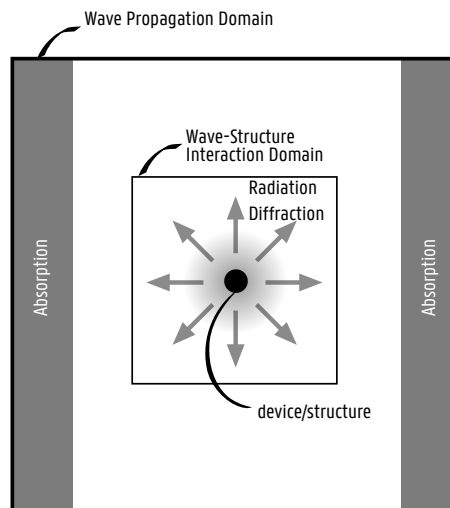 Wave Propagation Domain
Wave-Structure
Interaction Domain
Radiation
Diffraction
Absorption
Absorption
device/structure